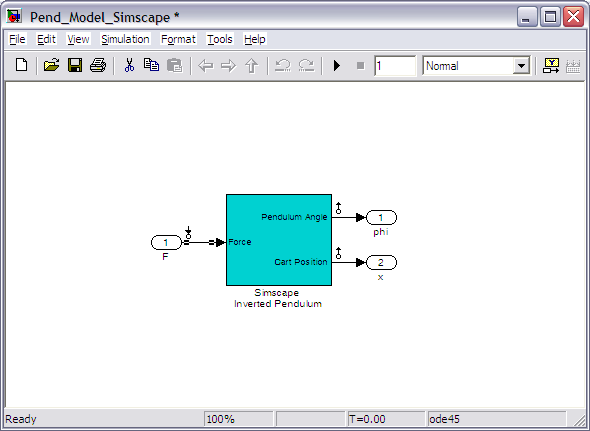 Pend_Model_Simscape *
File Edit View Simulation Format Tools Help
1 Normal
Pendulum Angle 1
phi
1 Force
F
Cart Position 2
x
Simscape
Inverted Pendulum
Ready 100% T=0.00 ode45